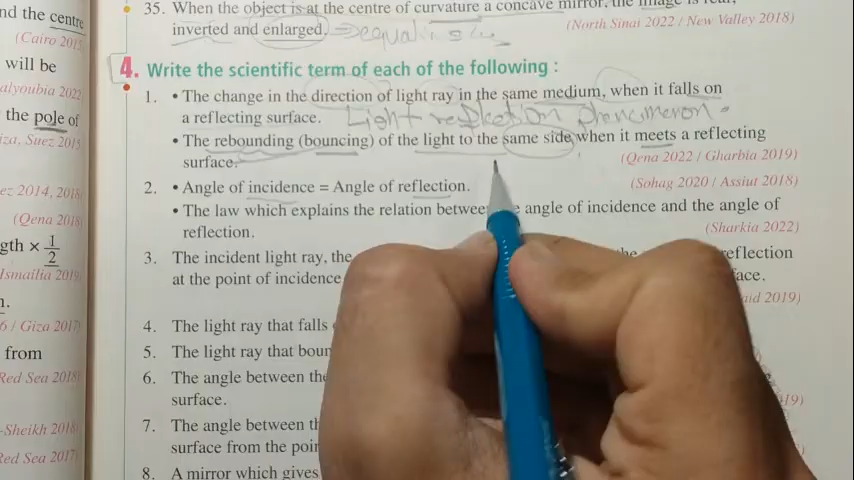 nd the centre
(Cairo 2015
will be
alyoubia 2022
the pole of
iza, Suez 2015
ez 2014, 2018
(Qena 2018)
gth × 1/2
Ismailia 2019
n.
6 / Giza 2017)
from
Red Sea 2018)
-Sheikh 2018)
Red Sea 2017)
35. When the object is at the centre of curvature a concave mirror, the image is real,
inverted and enlarged. ⇒ equal
(North Sinai 2022 / New Valley 2018)
4. Write the scientific term of each of the following :
1. • The change in the direction of light ray in the same medium, when it falls on
a reflecting surface. Light reflection phenomenon.
• The rebounding (bouncing) of the light to the same side, when it meets a reflecting
surface.
(Qena 2022 / Gharbia 2019)
2. • Angle of incidence = Angle of reflection.
(Sohag 2020 / Assiut 2018)
• The law which explains the relation between angle of incidence and the angle of
reflection.
(Sharkia 2022)
3. The incident light ray, the reflection
at the point of incidence
aid 2019)
4. The light ray that falls
5. The light ray that
6. The angle between the
surface.
7. The angle between
surface from the
8. A mirror which gives